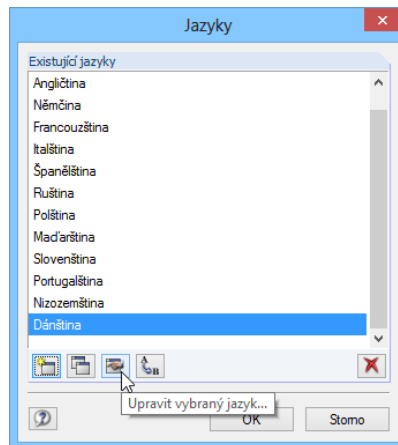 Jazyky
Existující jazyky
Angličtina
Němčina
Francouzština
Italština
Španělština
Ruština
Polština
Maďarština
Slovenština
Portugalština
Nizozemština
Dánština
Upravit vybraný jazyk...
OK
Storno